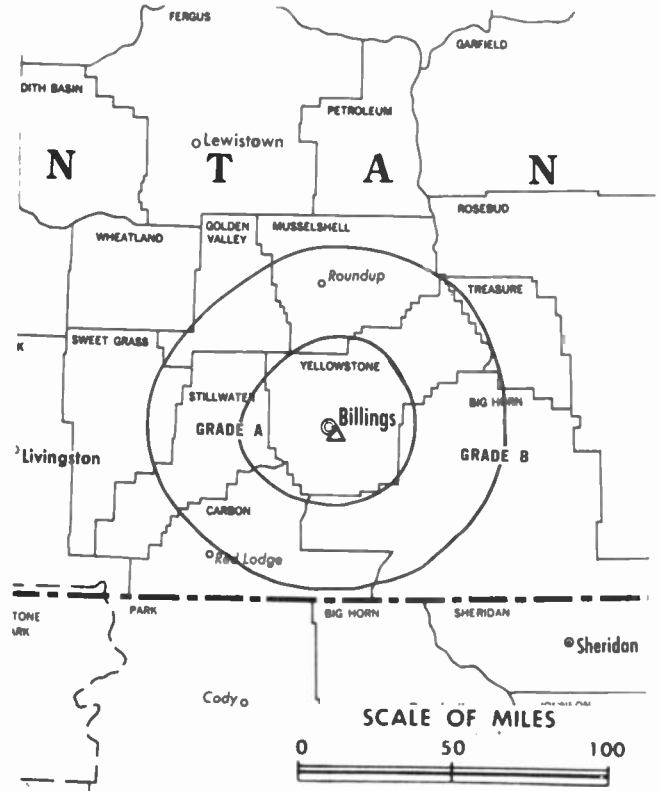 FERGUS
GARFIELD
DITH BASIN
PETROLEUM
Lewistown
N T A N
ROSEBUD
WHEATLAND
GOLDEN
VALLEY
MUSSELSHELL
Roundup
TREASURE
K
SWEET GRASS
YELLOWSTONE
STILLWATER
BIG HORN
Billings
GRADE A
Livingston
GRADE B
CARBON
Red Lodge
TONE
ARK
PARK
BIG HORN
SHERIDAN
Sheridan
Cody
SCALE OF MILES
0 50 100